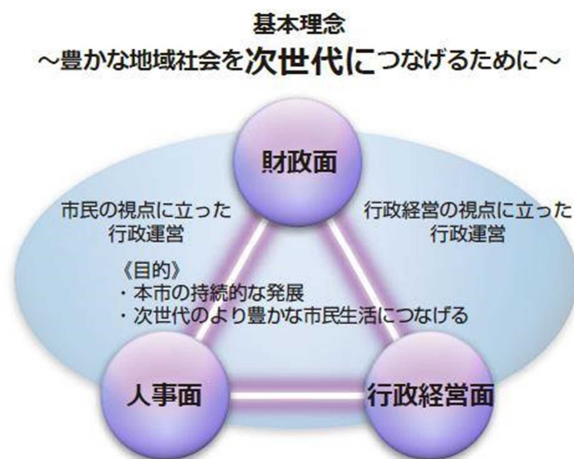 基本理念
～豊かな地域社会を次世代につなげるために～
財政面
市民の視点に立った
行政運営
行政経営の視点に立った
行政運営
《目的》
・本市の持続的な発展
・次世代のより豊かな市民生活につなげる
人事面
行政経営面